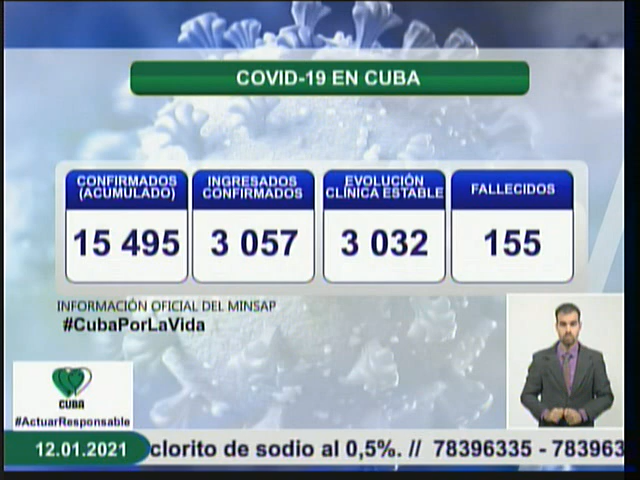 COVID-19 EN CUBA
CONFIRMADOS
(ACUMULADO)
15 495
INGRESADOS
CONFIRMADOS
3 057
EVOLUCIÓN
CLÍNICA ESTABLE
3 032
FALLECIDOS
155
INFORMACIÓN OFICIAL DEL MINSAP
#CubaPorLaVida
CUBA
#ActuarResponsable
12.01.2021
clorito de sodio al 0,5%. // 78396335 - 783963